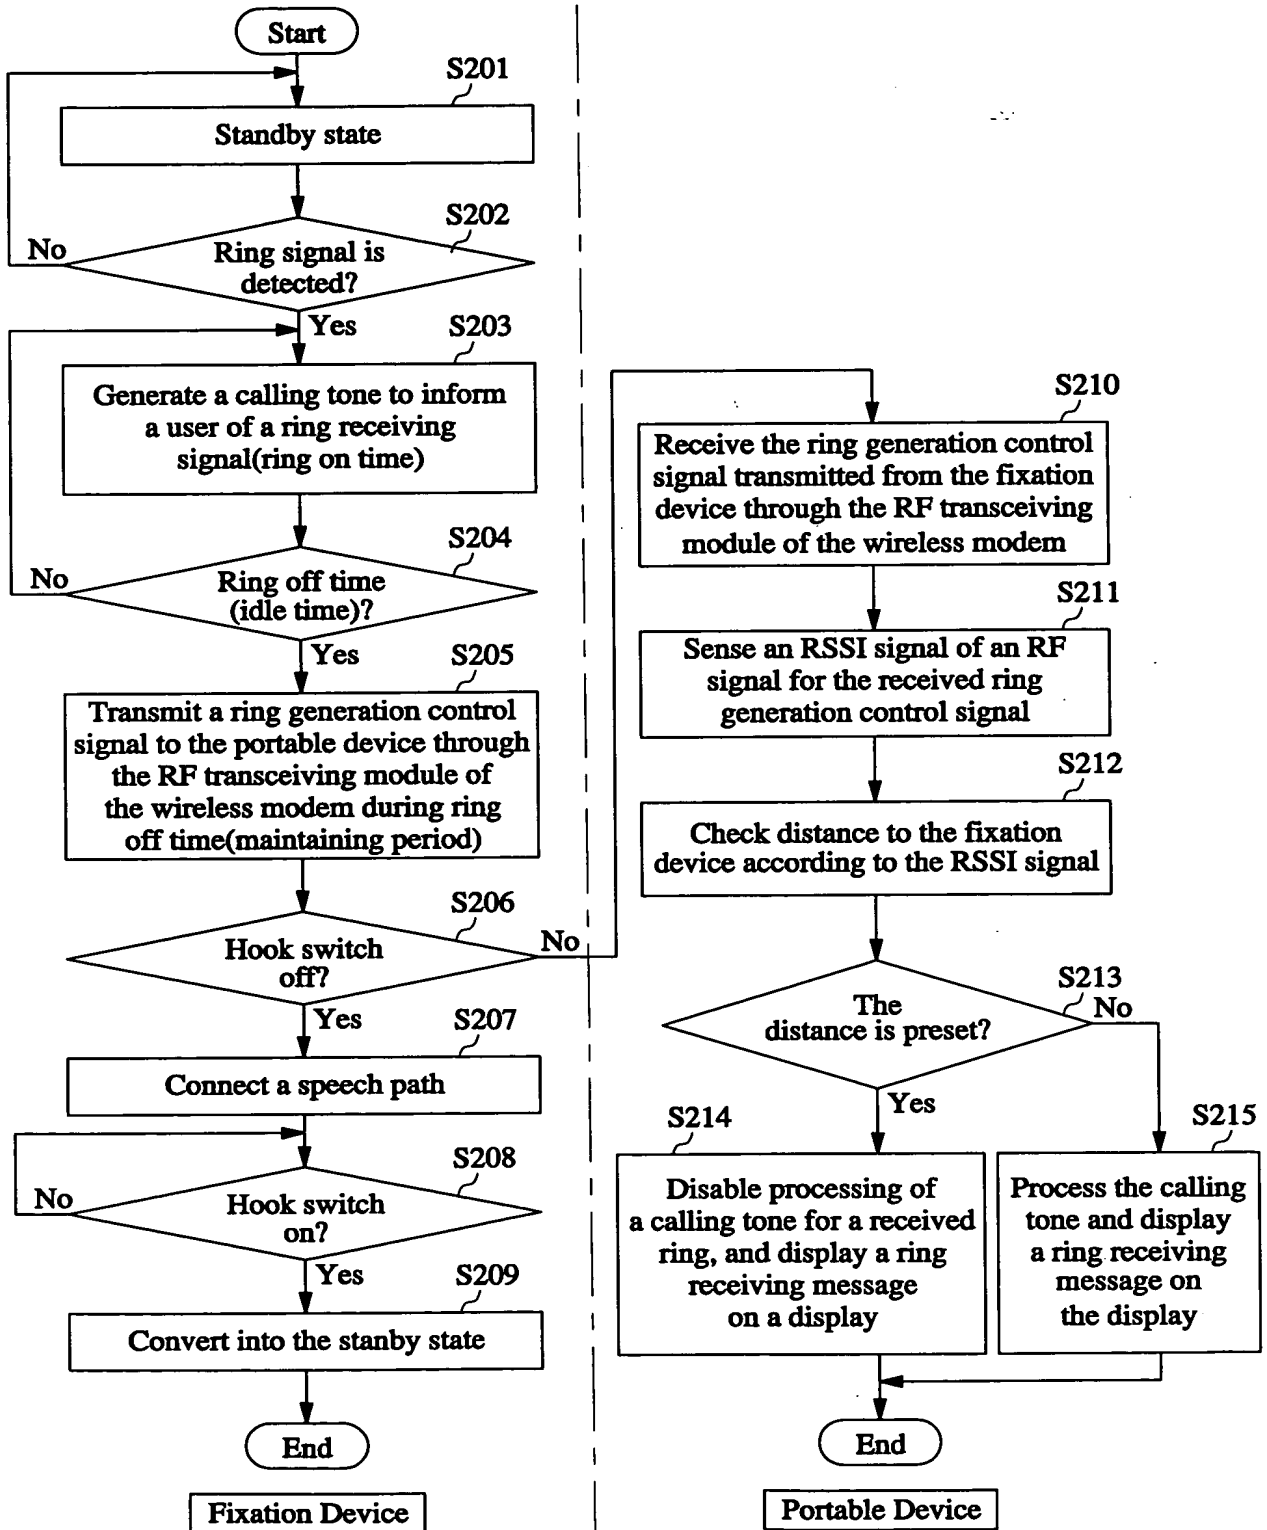 Start
S201
Standby state
S202
No
Ring signal is
detected?
Yes
S203
Generate a calling tone to inform
a user of a ring receiving
signal(ring on time)
S204
No
Ring off time
(idle time)?
Yes
S205
Transmit a ring generation control
signal to the portable device through
the RF transceiving module of
the wireless modem during ring
off time(maintaining period)
S206
Hook switch
off?
No
Yes
S207
Connect a speech path
S208
No
Hook switch
on?
Yes
S209
Convert into the stanby state
End
Fixation Device
S210
Receive the ring generation control
signal transmitted from the fixation
device through the RF transceiving
module of the wireless modem
S211
Sense an RSSI signal of an RF
signal for the received ring
generation control signal
S212
Check distance to the fixation
device according to the RSSI signal
S213
The
distance is preset?
No
Yes
S214
Disable processing of
a calling tone for a received
ring, and display a ring
receiving message
on a display
S215
Process the calling
tone and display
a ring receiving
message on
the display
End
Portable Device